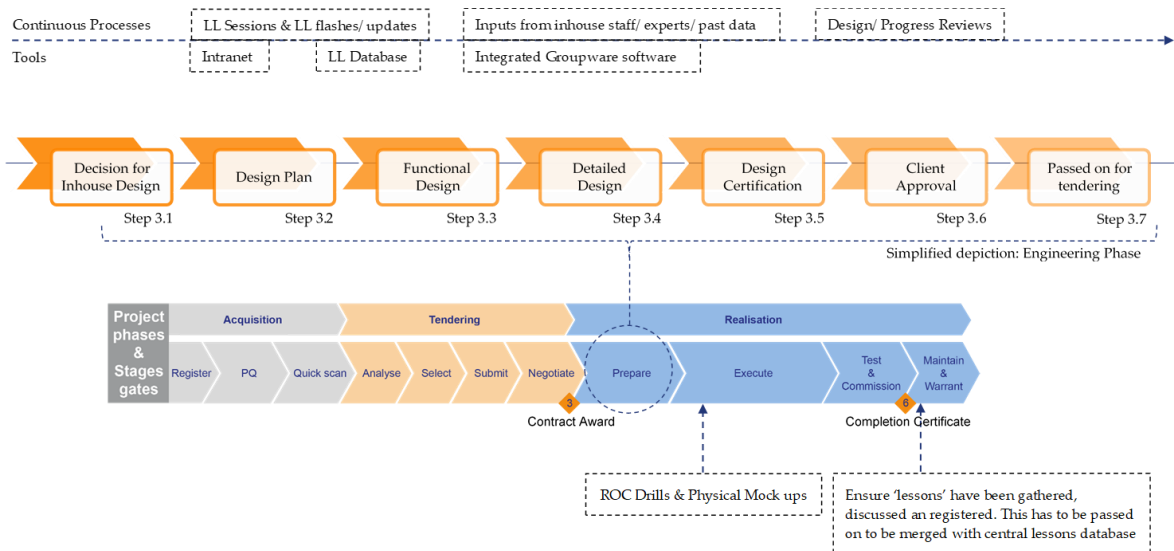 Continuous Processes
LL Sessions & LL flashes/ updates
Inputs from inhouse staff/ experts/ past data
Design/ Progress Reviews
Tools
Intranet
LL Database
Integrated Groupware software
Decision for
Inhouse Design
Design Plan
Functional
Design
Detailed
Design
Design
Certification
Client
Approval
Passed on for
tendering
Step 3.1
Step 3.2
Step 3.3
Step 3.4
Step 3.5
Step 3.6
Step 3.7
Simplified depiction: Engineering Phase
Project
phases
&
Stages
gates
Acquisition
Tendering
Realisation
Register
PQ
Quick scan
Analyse
Select
Submit
Negotiate
Prepare
Execute
Test
&
Commission
Maintain
&
Warrant
3
Contract Award
6
Completion Certificate
ROC Drills & Physical Mock ups
Ensure ‘lessons’ have been gathered,
discussed an registered. This has to be passed
on to be merged with central lessons database